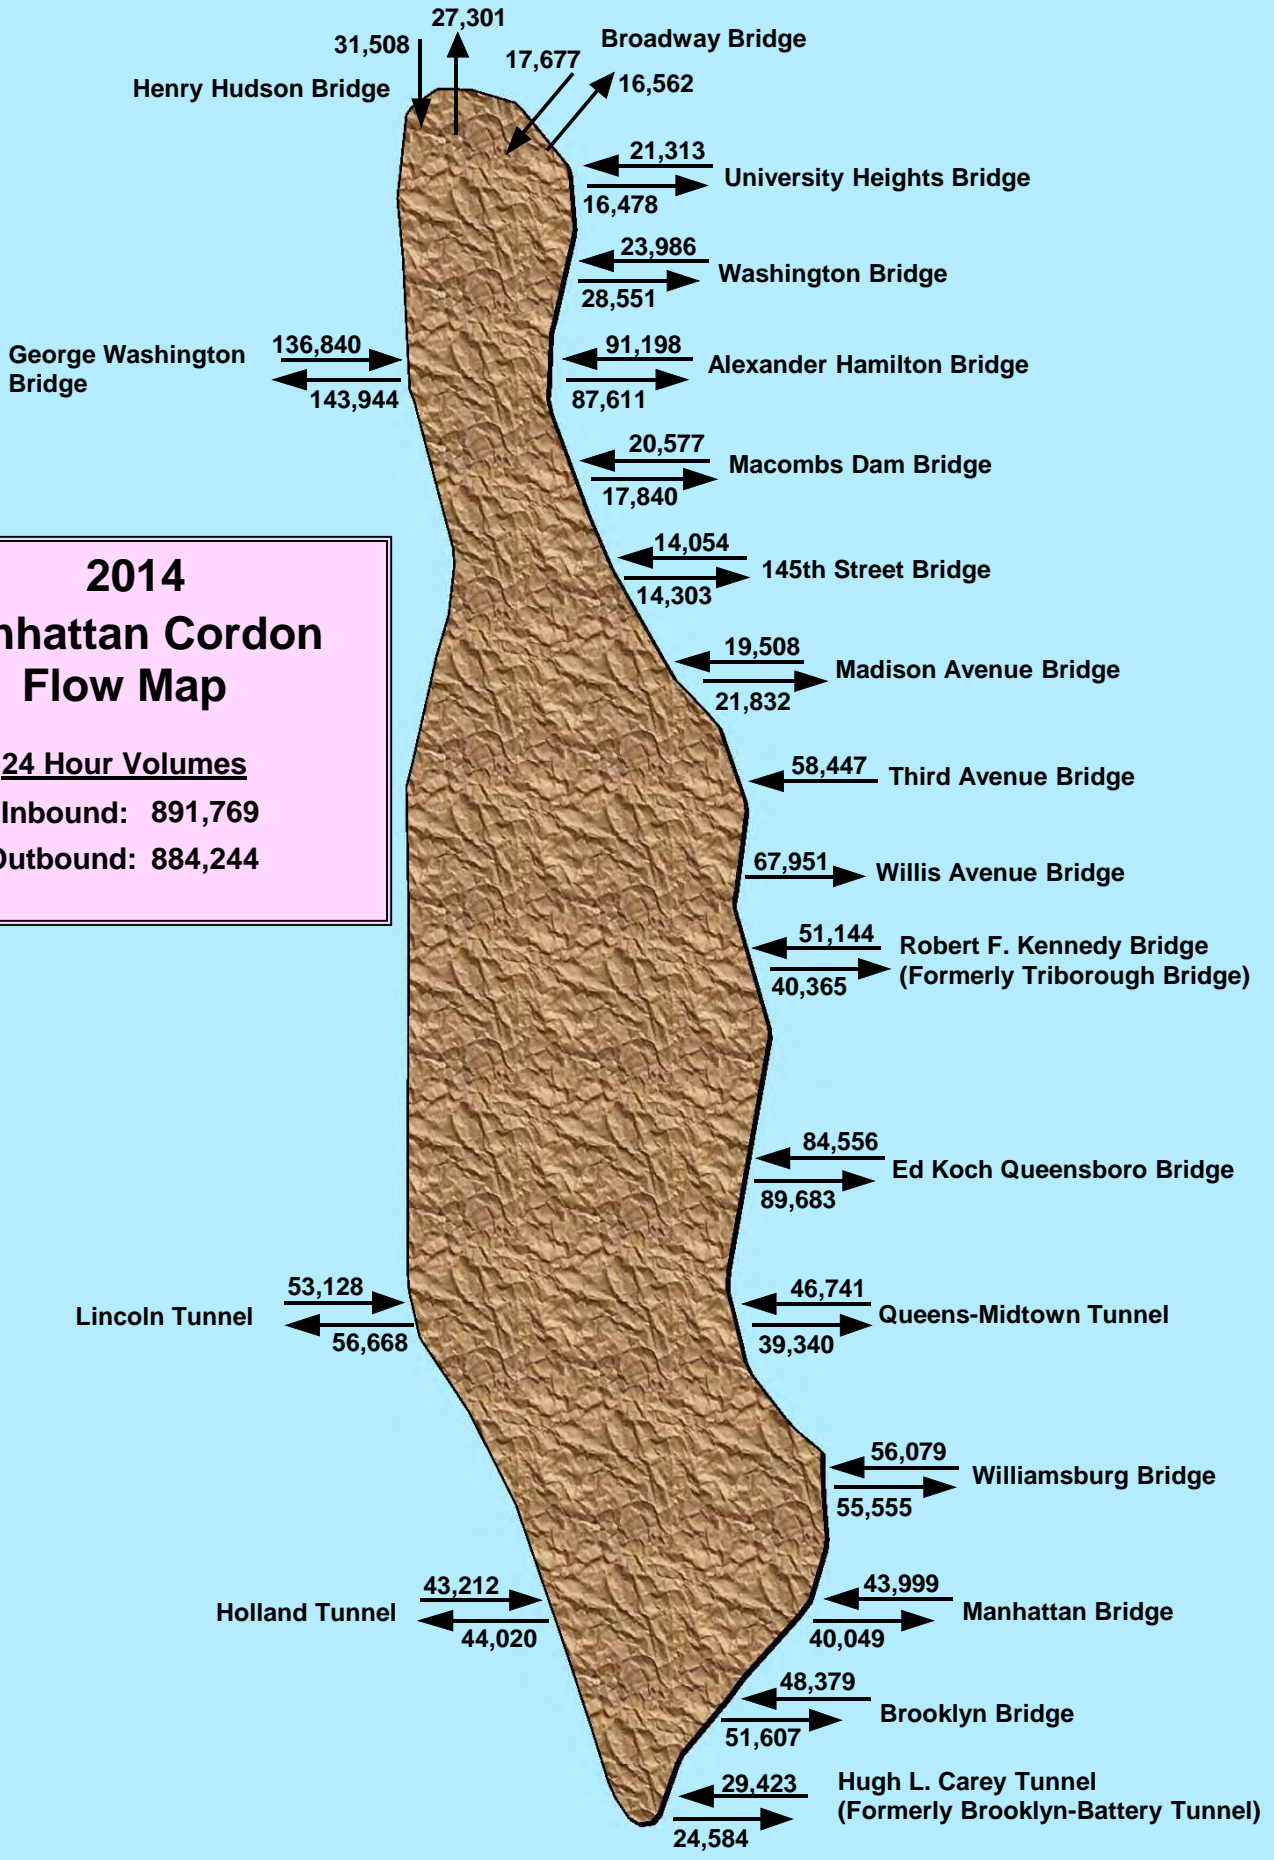 27,301
31,508
Henry Hudson Bridge
Broadway Bridge
17,677
16,562
21,313
University Heights Bridge
16,478
23,986
Washington Bridge
28,551
George Washington
Bridge
136,840
143,944
91,198
Alexander Hamilton Bridge
87,611
20,577
Macombs Dam Bridge
17,840
14,054
145th Street Bridge
14,303
2014
nhattan Cordon
Flow Map
24 Hour Volumes
Inbound: 891,769
Outbound: 884,244
19,508
Madison Avenue Bridge
21,832
58,447
Third Avenue Bridge
67,951
Willis Avenue Bridge
51,144
Robert F. Kennedy Bridge
(Formerly Triborough Bridge)
40,365
84,556
Ed Koch Queensboro Bridge
89,683
53,128
Lincoln Tunnel
56,668
46,741
Queens-Midtown Tunnel
39,340
56,079
Williamsburg Bridge
55,555
43,212
Holland Tunnel
44,020
43,999
Manhattan Bridge
40,049
48,379
Brooklyn Bridge
51,607
29,423
Hugh L. Carey Tunnel
(Formerly Brooklyn-Battery Tunnel)
24,584